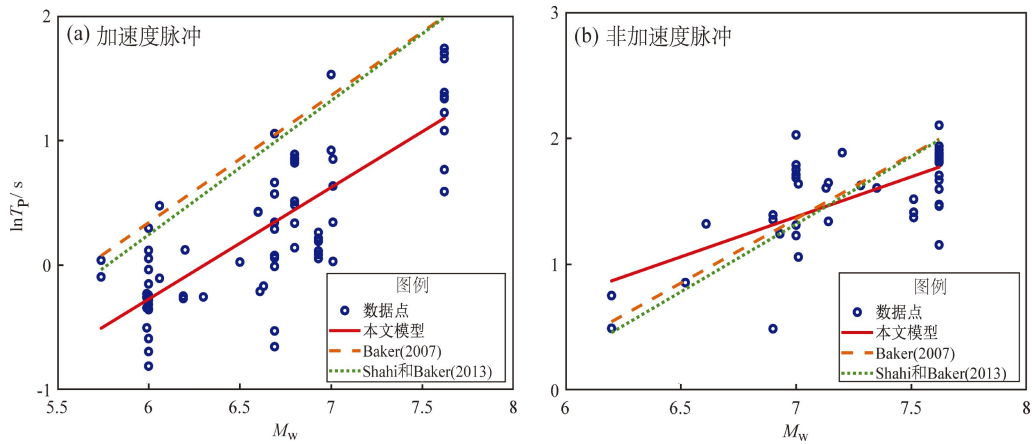 (a) 加速度脉冲
2
1
0
-1
lnTP/ s
5.5
6
6.5
7
7.5
8
Mw
图例
数据点
本文模型
Baker(2007)
Shahi和Baker(2013)
(b) 非加速度脉冲
3
2
1
0
6
6.5
7
7.5
8
Mw
图例
数据点
本文模型
Baker(2007)
Shahi和Baker(2013)